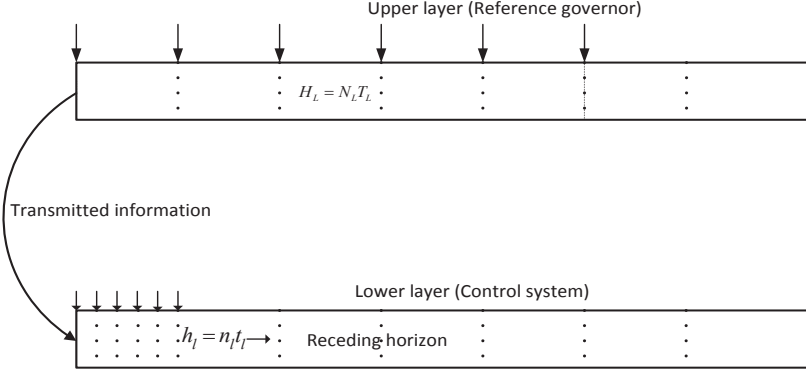 Upper layer (Reference governor)
H_L = N_L T_L
Transmitted information
Lower layer (Control system)
h_l = n_l t_l → Receding horizon